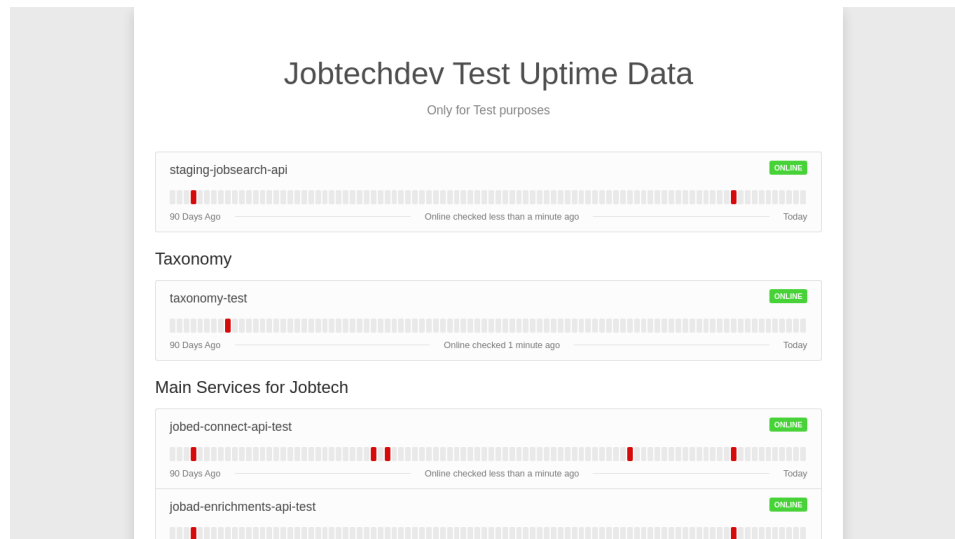 Jobtechdev Test Uptime Data
Only for Test purposes
staging-jobsearch-api
ONLINE
90 Days Ago
Online checked less than a minute ago
Today
Taxonomy
taxonomy-test
ONLINE
90 Days Ago
Online checked 1 minute ago
Today
Main Services for Jobtech
jobed-connect-api-test
ONLINE
90 Days Ago
Online checked less than a minute ago
Today
jobad-enrichments-api-test
ONLINE